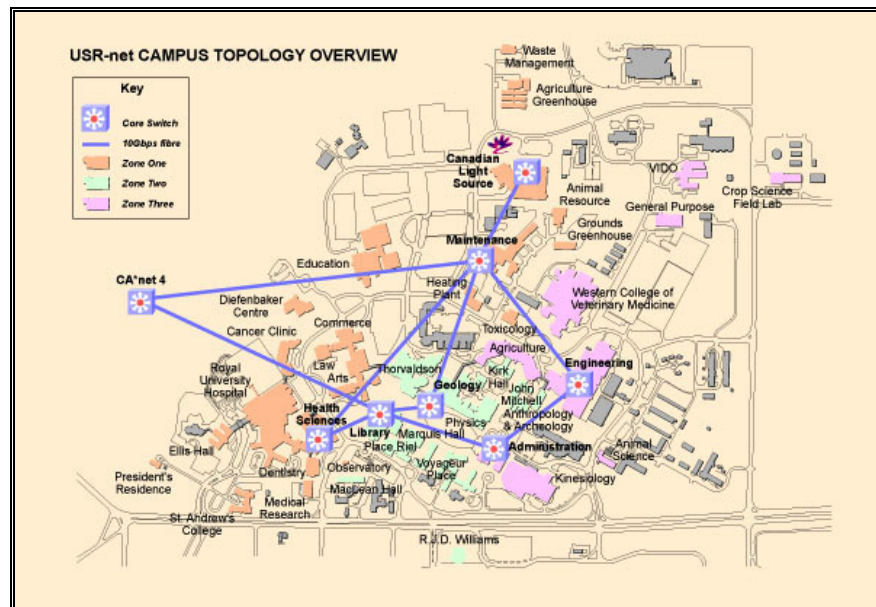 USR-net CAMPUS TOPOLOGY OVERVIEW
Key
Core Switch
10Gbps fibre
Zone One
Zone Two
Zone Three
Waste
Management
Agriculture
Greenhouse
Canadian
Light
Source
Animal
Resource
VIDO
Crop Science
Field Lab
General Purpose
Grounds
Greenhouse
Maintenance
Education
CA*net 4
Heating
Plant
Western College of
Veterinary Medicine
Diefenbaker
Centre
Cancer Clinic
Commerce
Toxicology
Agriculture
Royal
University
Hospital
Law
Arts
Thorvaldson
Kirk
Hall
Engineering
Geology
John
Mitchell
Health
Sciences
Library
Physics
Anthropology
& Archeology
Marquis Hall
Place Riel
Administration
Ellis Hall
Animal
Science
Dentistry
Observatory
Voyageur
Place
Kinesiology
President's
Residence
Medical
Research
MacLean Hall
St. Andrew's
College
R.J.D. Williams